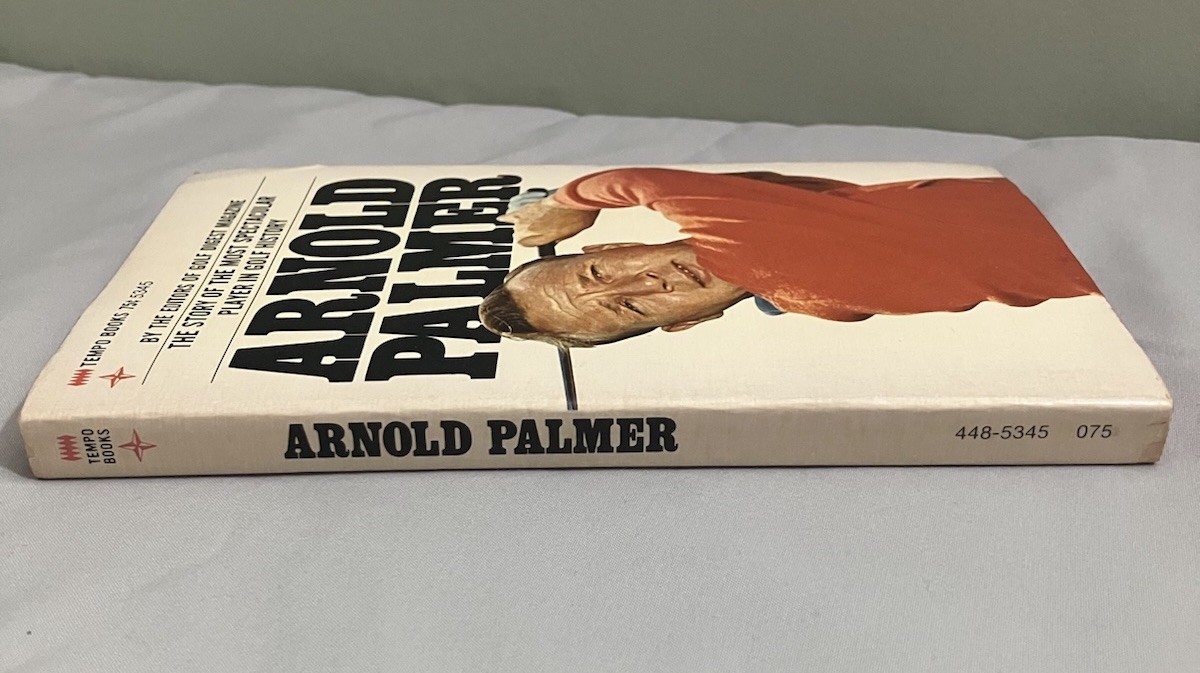 TEMPO BOOKS 75¢ 5345
BY THE EDITORS OF GOLF DIGEST MAGAZINE
THE STORY OF THE MOST SPECTACULAR
PLAYER IN GOLF HISTORY
ARNOLD
PALMER
TEMPO
BOOKS
ARNOLD PALMER
448-5345 075